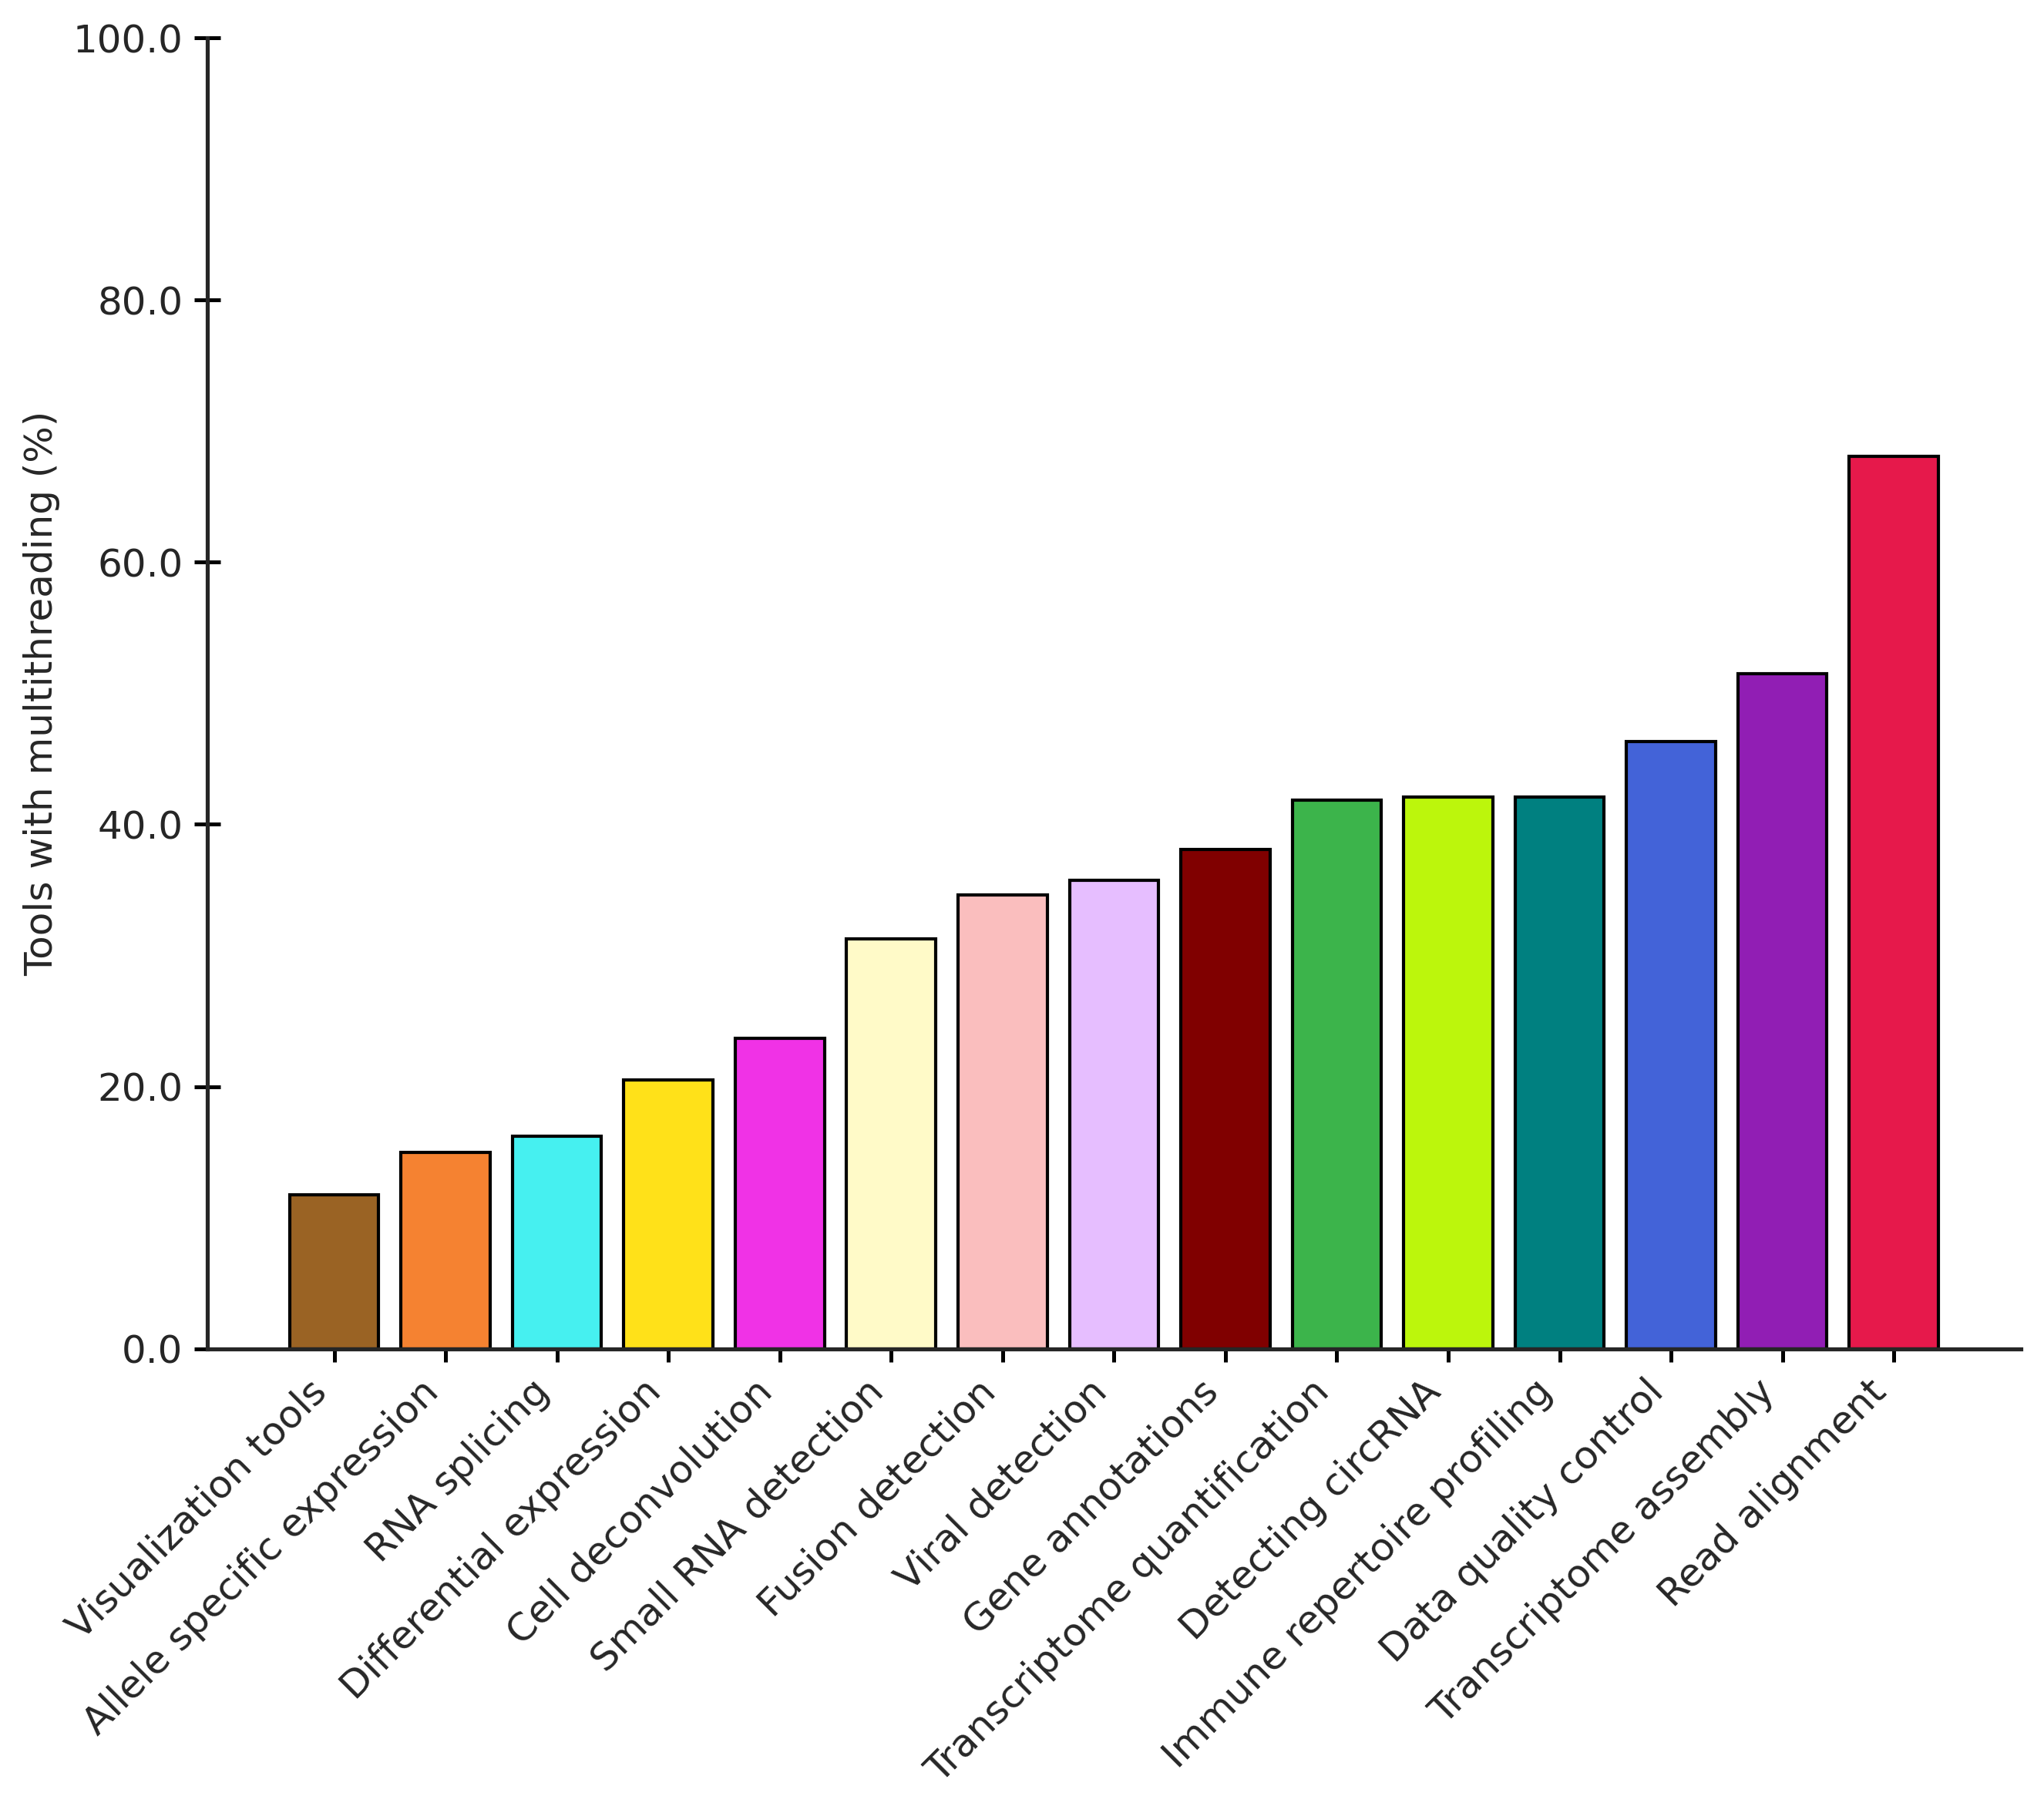 100.0
80.0
60.0
40.0
20.0
0.0
Tools with multithreading (%)
Visualization tools
Allele specific expression
RNA splicing
Differential expression
Cell deconvolution
Small RNA detection
Fusion detection
Viral detection
Gene annotations
Transcriptome quantification
Detecting circRNA
Immune repertoire profiling
Data quality control
Transcriptome assembly
Read alignment